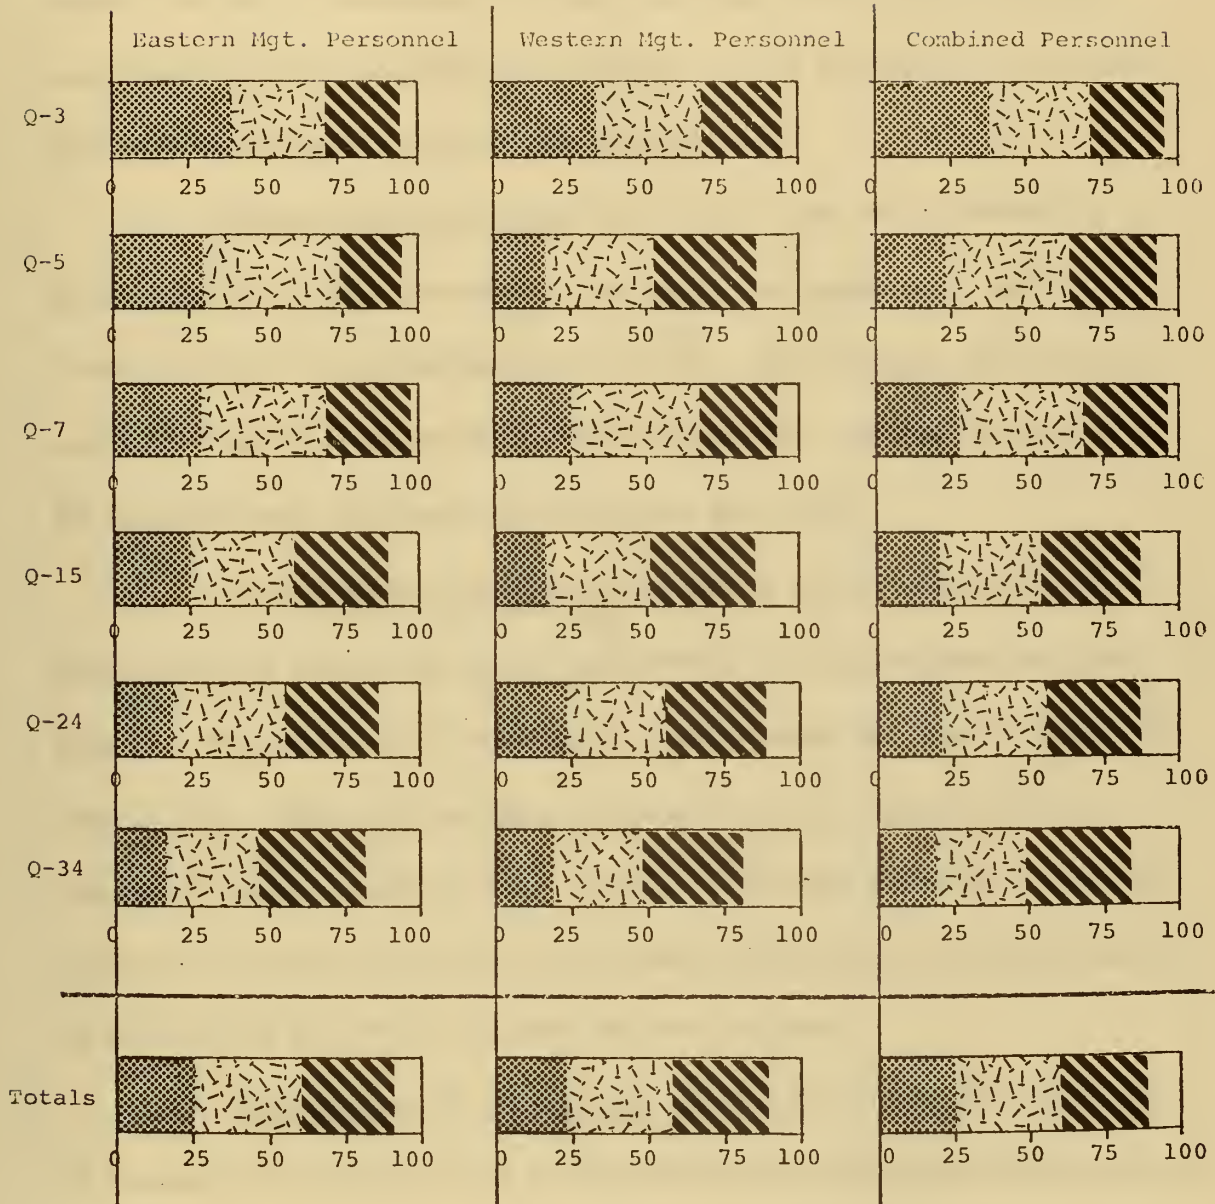 Eastern Mgt. Personnel Western Mgt. Personnel Combined Personnel
Q-3
0 25 50 75 100 0 25 50 75 100 0 25 50 75 100
Q-5
0 25 50 75 100 0 25 50 75 100 0 25 50 75 100
Q-7
0 25 50 75 100 0 25 50 75 100 0 25 50 75 100
Q-15
0 25 50 75 100 0 25 50 75 100 0 25 50 75 100
Q-24
0 25 50 75 100 0 25 50 75 100 0 25 50 75 100
Q-34
0 25 50 75 100 0 25 50 75 100 0 25 50 75 100
Totals
0 25 50 75 100 0 25 50 75 100 0 25 50 75 100